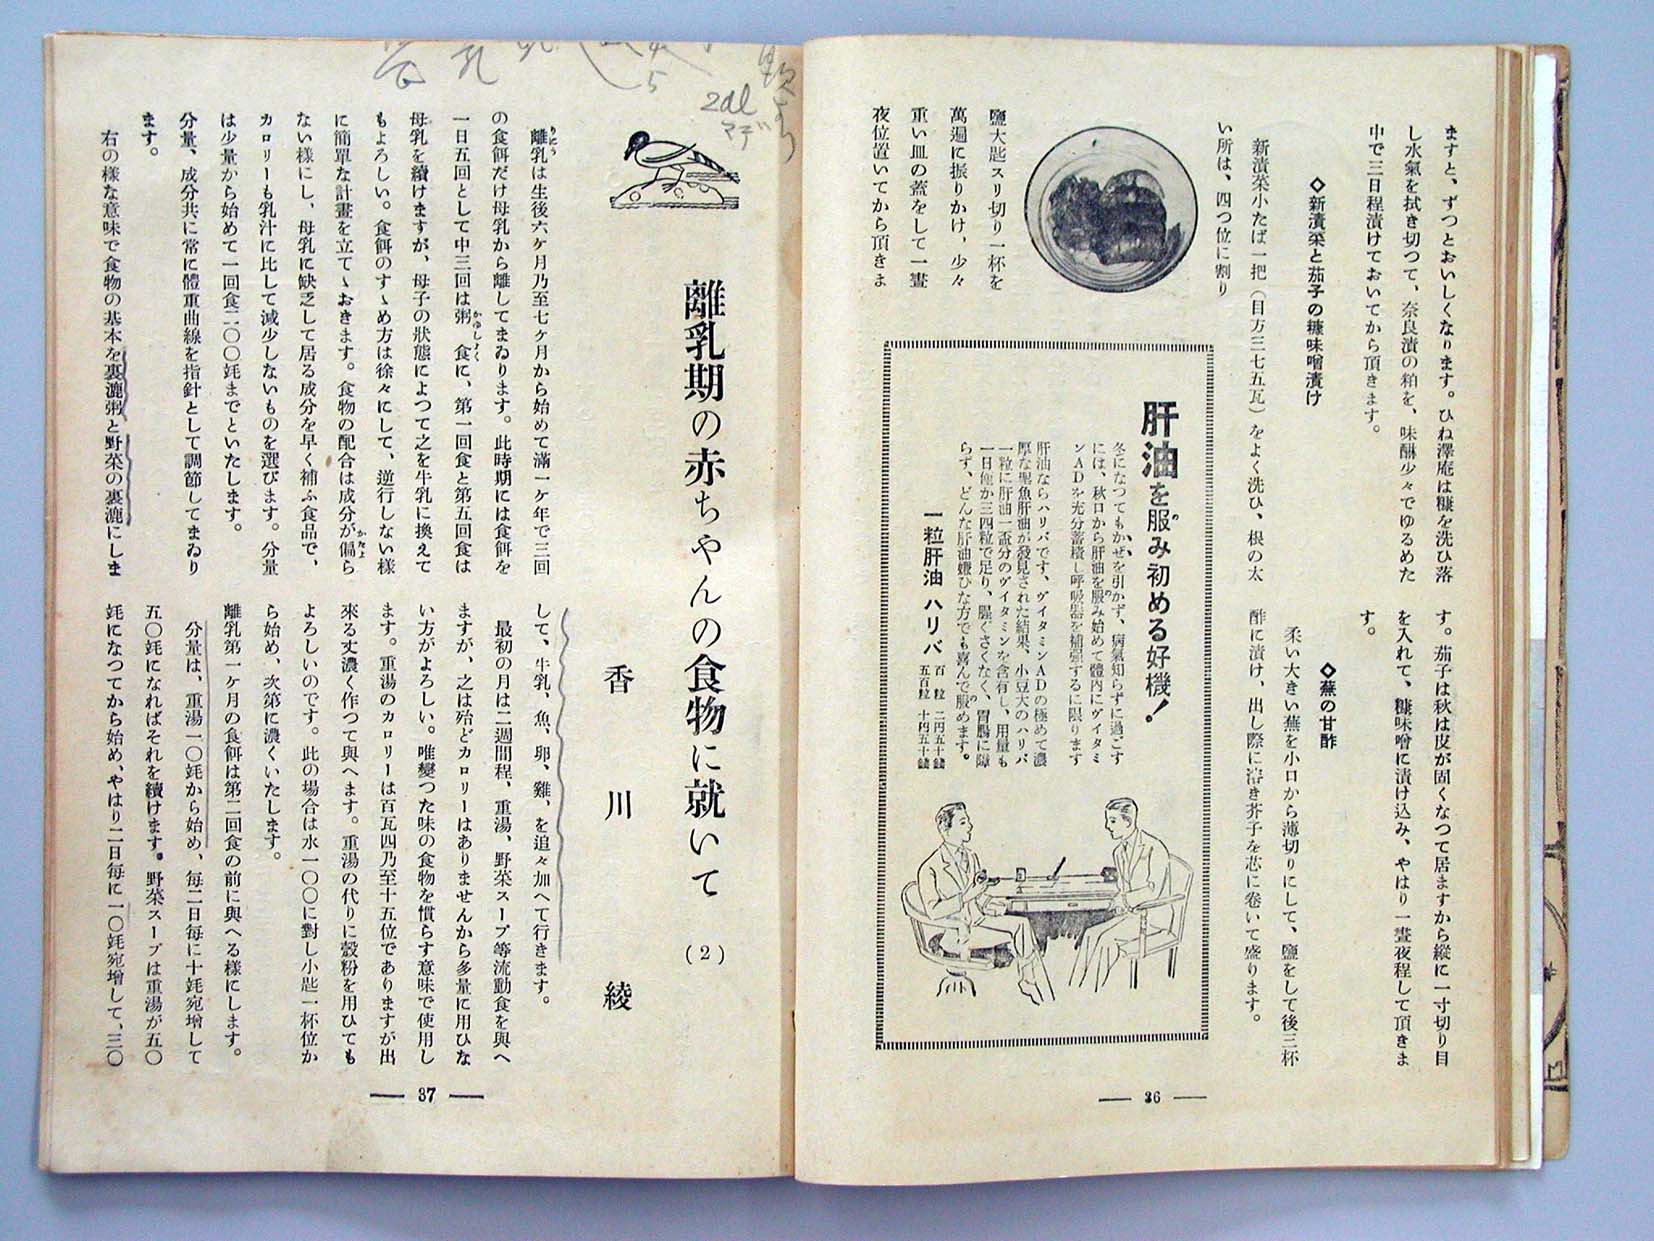 ますと、ずつとおいしくなります。ひね澤庵は糠を洗ひ落
し水氣を拭き切つて、奈良漬の粕を、味醂少々でゆるめた
中で三日程漬けておいてから頂きます。
◇新漬菜と茄子の糠味噌漬け
新漬菜小たば一把（目方三七五瓦）をよく洗ひ、根の太
い所は、四つ位に割り
鹽大匙スリ切り一杯を
萬遍に振りかけ，少々
重い皿の蓋をして一晝
夜位置いてから頂きま
す。茄子は秋は皮が固くなつて居ますから縱に一寸切り目
を入れて、糠味噌に漬け込み、やはり一晝夜程して頂きま
す。
◇蕪の甘酢
柔い大きい蕪を小口から薄切りにして、鹽をして後三杯
酢に漬け、出し際に溶き芥子を芯に卷いて盛ります。
肝油を服み初める好機！
冬になつてもかぜを引かず、病氣知らずに過ごす
には、秋口から肝油を服み始めて體内にヴイタミ
ンADを充分蓄積し呼吸器を補强するに限ります
肝油ならハリバです、ヴイタミンADの極めて濃
厚な聖魚肝油が發見された結果、小豆大のハリバ
一粒に肝油一盃分のヴイタミンを含有し、用量も
一日僅か三四粒で足り、腥くさくなく、胃腸に障
らず、どんな肝油嫌ひな方でも喜んで服めます。
一粒肝油 ハリバ
百粒 二円五十錢
五百粒 十円五十錢
— 36 —
2dl
マデ
離乳期の赤ちやんの食物に就いて (2)
香川 綾
離乳は生後六ケ月乃至七ケ月から始めて滿一ケ年で三回
の食餌だけ母乳から離してまゐります。此時期には食餌を
一日五回として中三回は粥食に、第一回食と第五回食は
母乳を續けますが、母子の狀態によつて之を牛乳に換えて
もよろしい。食餌のすゝめ方は徐々にして、逆行しない樣
に簡單な計畫を立てゝおきます。食物の配合は成分が偏ら
ない樣にし、母乳に缺乏して居る成分を早く補ふ食品で、
カロリーも乳汁に比して減少しないものを選びます。分量
は少量から始めて一回食二〇〇竓までといたします。
分量、成分共に常に體重曲線を指針として調節してまゐり
ます。
右の樣な意味で食物の基本を裏漉粥と野菜の裏漉にしま
して、牛乳、魚、卵、雞、を追々加へて行きます。
最初の月は二週間程、重湯、野菜スープ等流動食を與へ
ますが、之は殆どカロリーはありませんから多量に用ひな
い方がよろしい。唯變つた味の食物を慣らす意味で使用し
ます。重湯のカロリーは百瓦四乃至十五位でありますが出
來る丈濃く作つて與へます。重湯の代りに穀粉を用ひても
よろしいのです。此の場合は水一〇〇に對し小匙一杯位か
ら始め、次第に濃くいたします。
離乳第一ケ月の食餌は第二回食の前に與へる樣にします。
分量は、重湯一〇竓から始め、每二日每に十竓宛增して
五〇竓になればそれを續けます。野菜スープは重湯が五〇
竓になつてから始め、やはり二日每に一〇竓宛增して、三〇
— 37 —